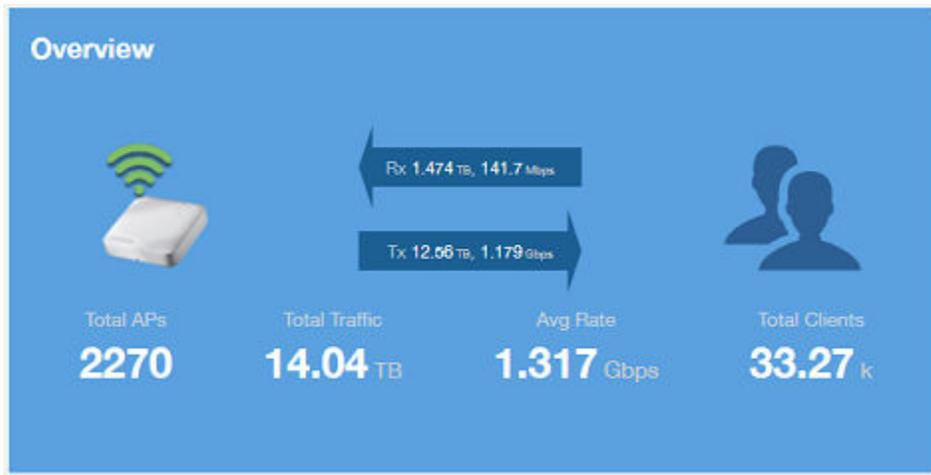 Overview
Rx 1.474 TB, 141.7 Mbps
Tx 12.56 TB, 1.179 Gbps
Total APs
Total Traffic
Avg Rate
Total Clients
2270
14.04 TB
1.317 Gbps
33.27 k